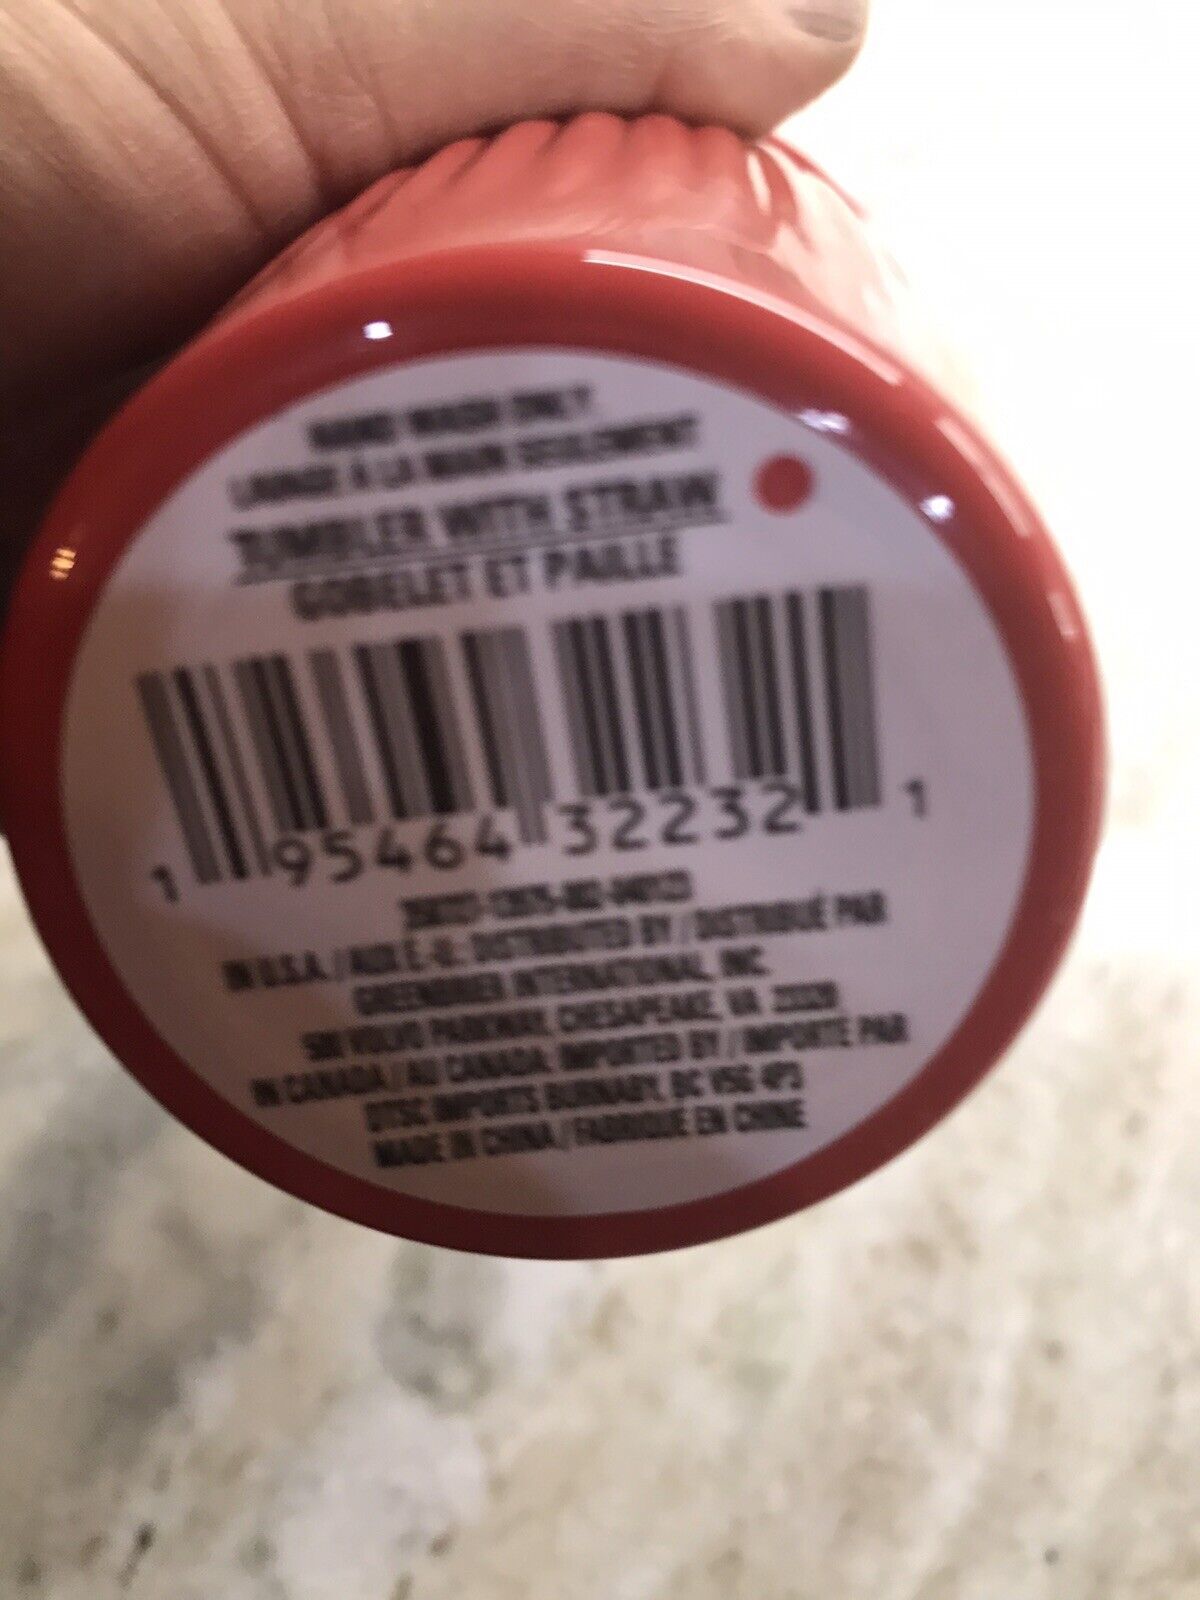 HAND WASH ONLY
LAVAGE À LA MAIN SEULEMENT
TUMBLER WITH STRAW
GOBELET ET PAILLE
1 95464 32232 1
IN U.S.A. / AUX É.-U.: DISTRIBUTED BY / DISTRIBUÉ PAR
GREENBRIER INTERNATIONAL, INC.
500 VOLVO PARKWAY, CHESAPEAKE, VA 23320
IN CANADA / AU CANADA: IMPORTED BY / IMPORTÉ PAR
DTSC IMPORTS BURNABY, BC V5G 4P3
MADE IN CHINA / FABRIQUÉ EN CHINE